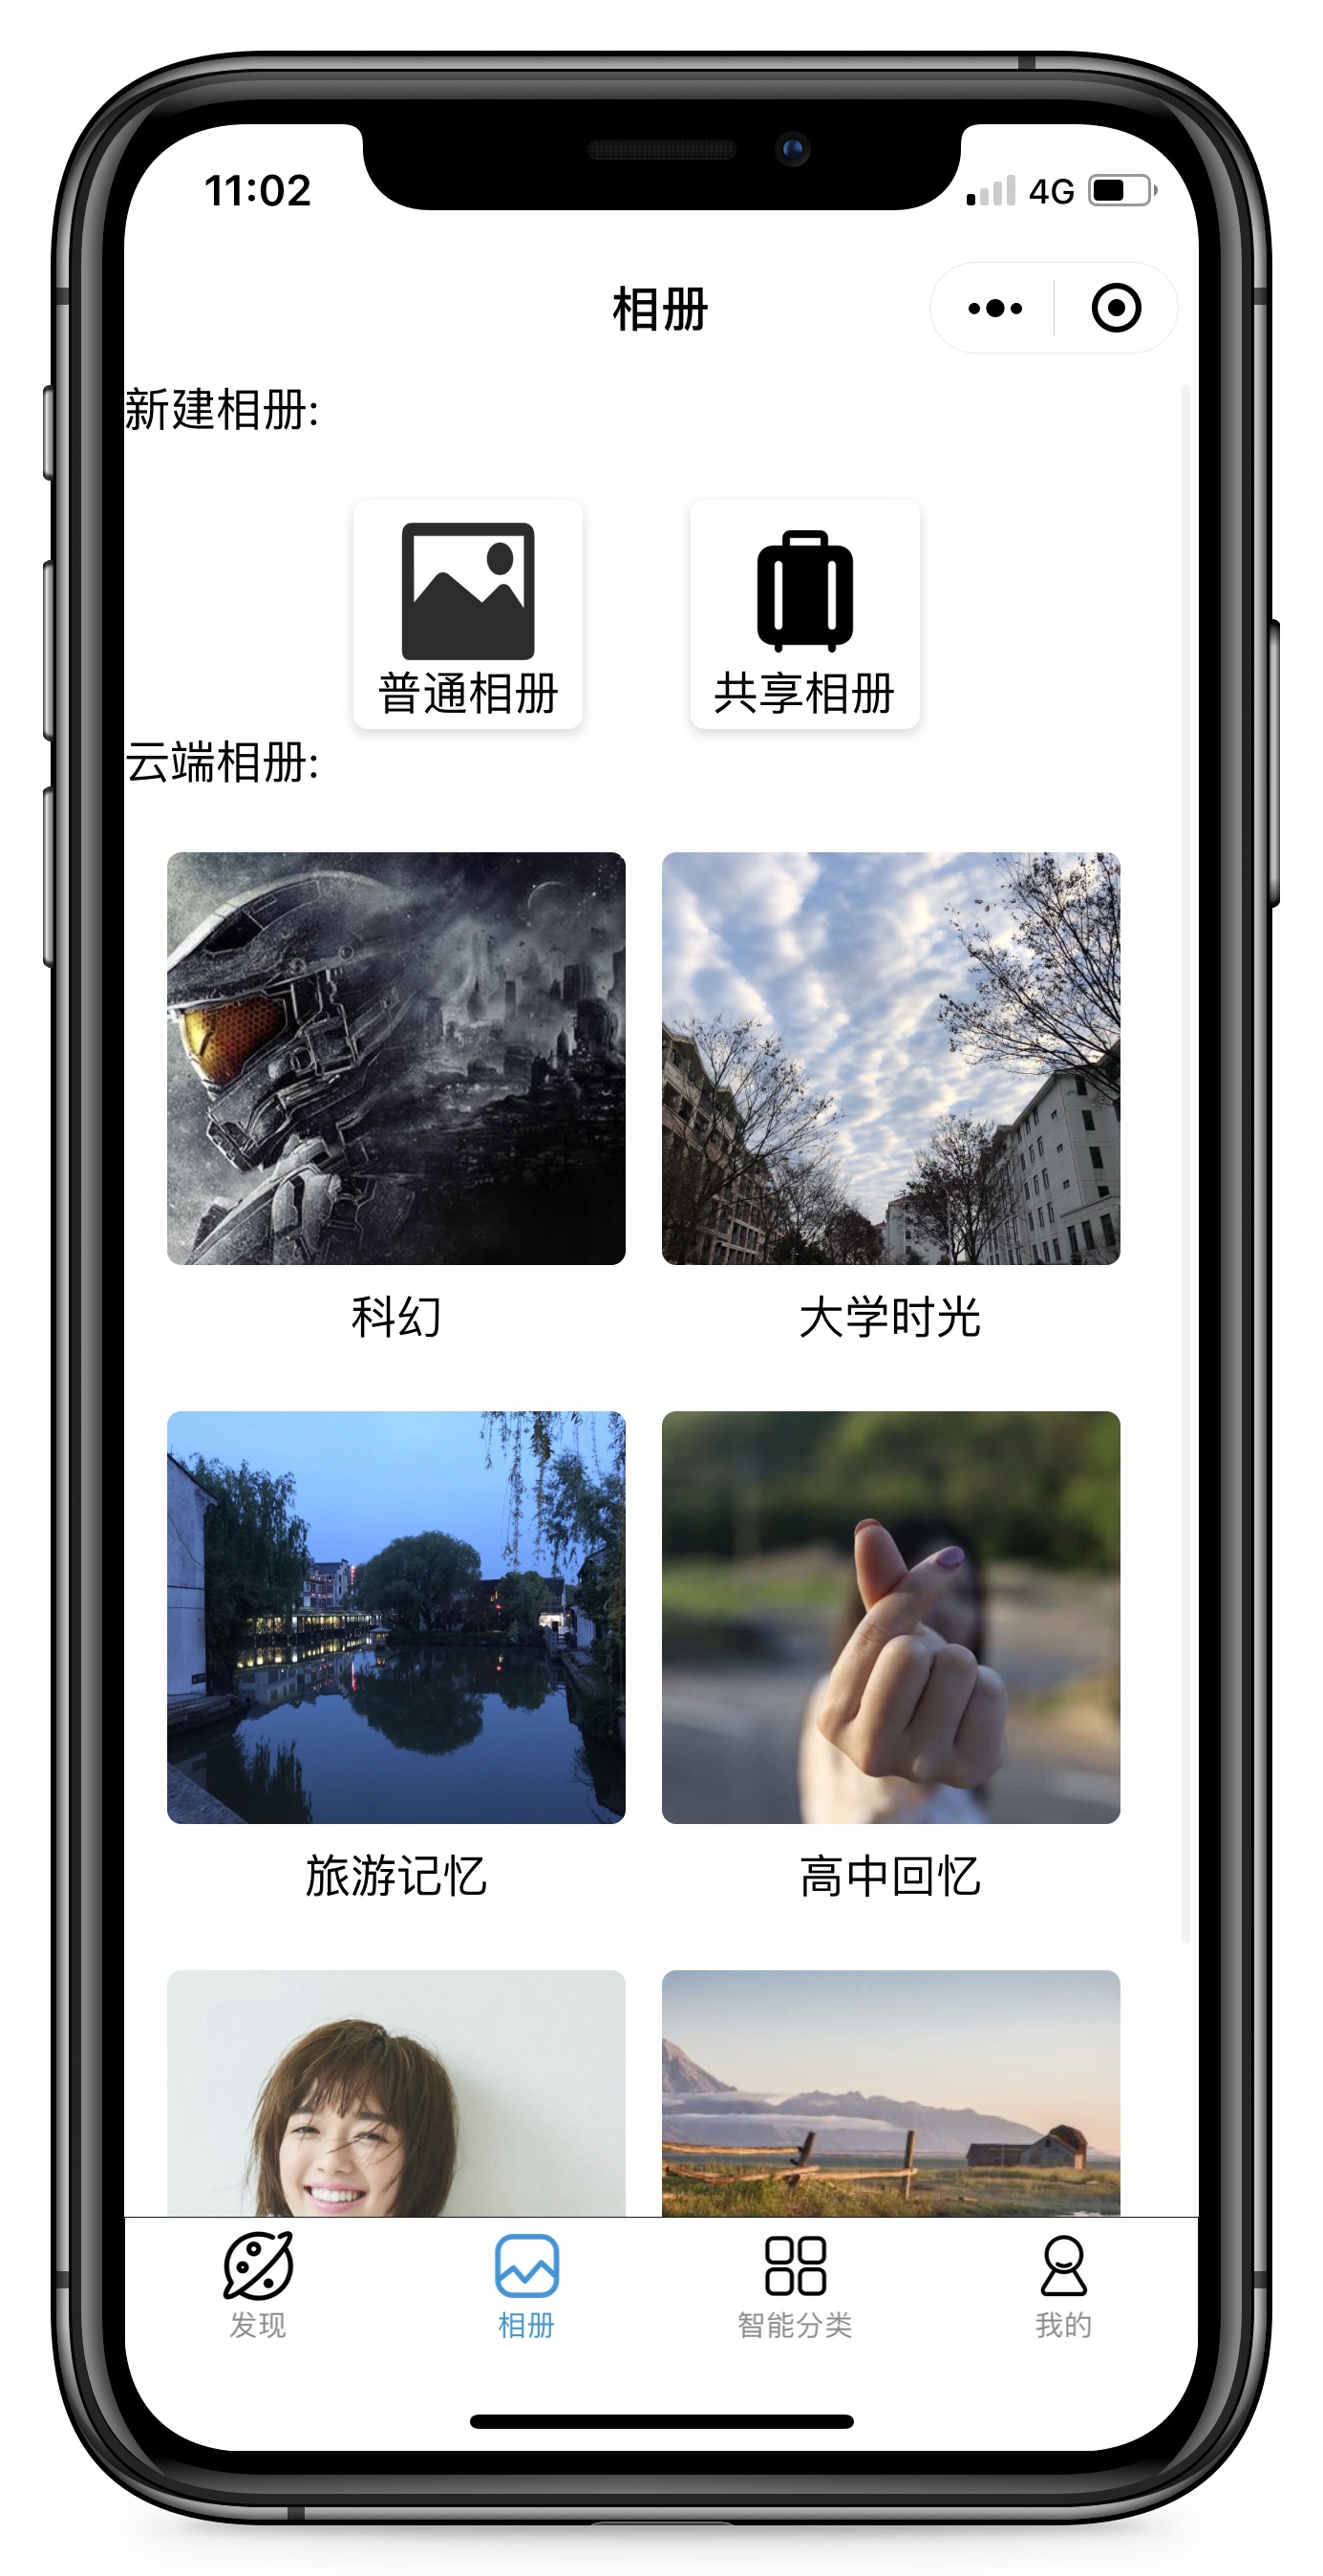 11:02
4G
相册
新建相册:
普通相册
共享相册
云端相册:
科幻
大学时光
旅游记忆
高中回忆
发现
相册
智能分类
我的